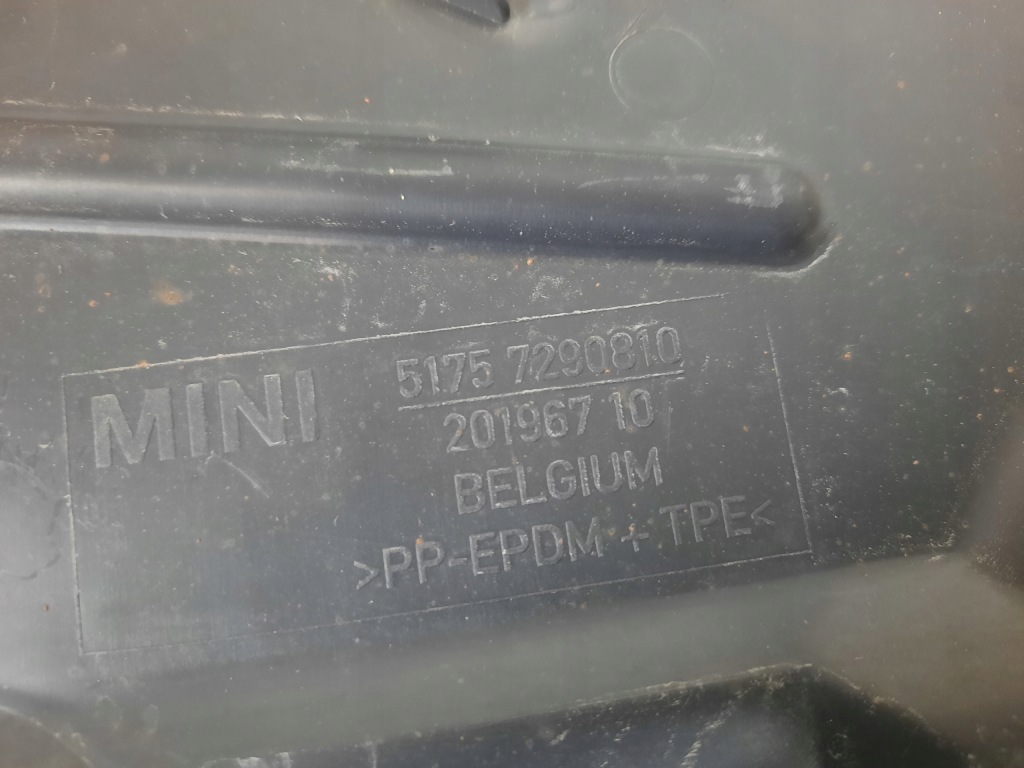 MINI
5175 7290810
201967 10
BELGIUM
>PP-EPDM + TPE<